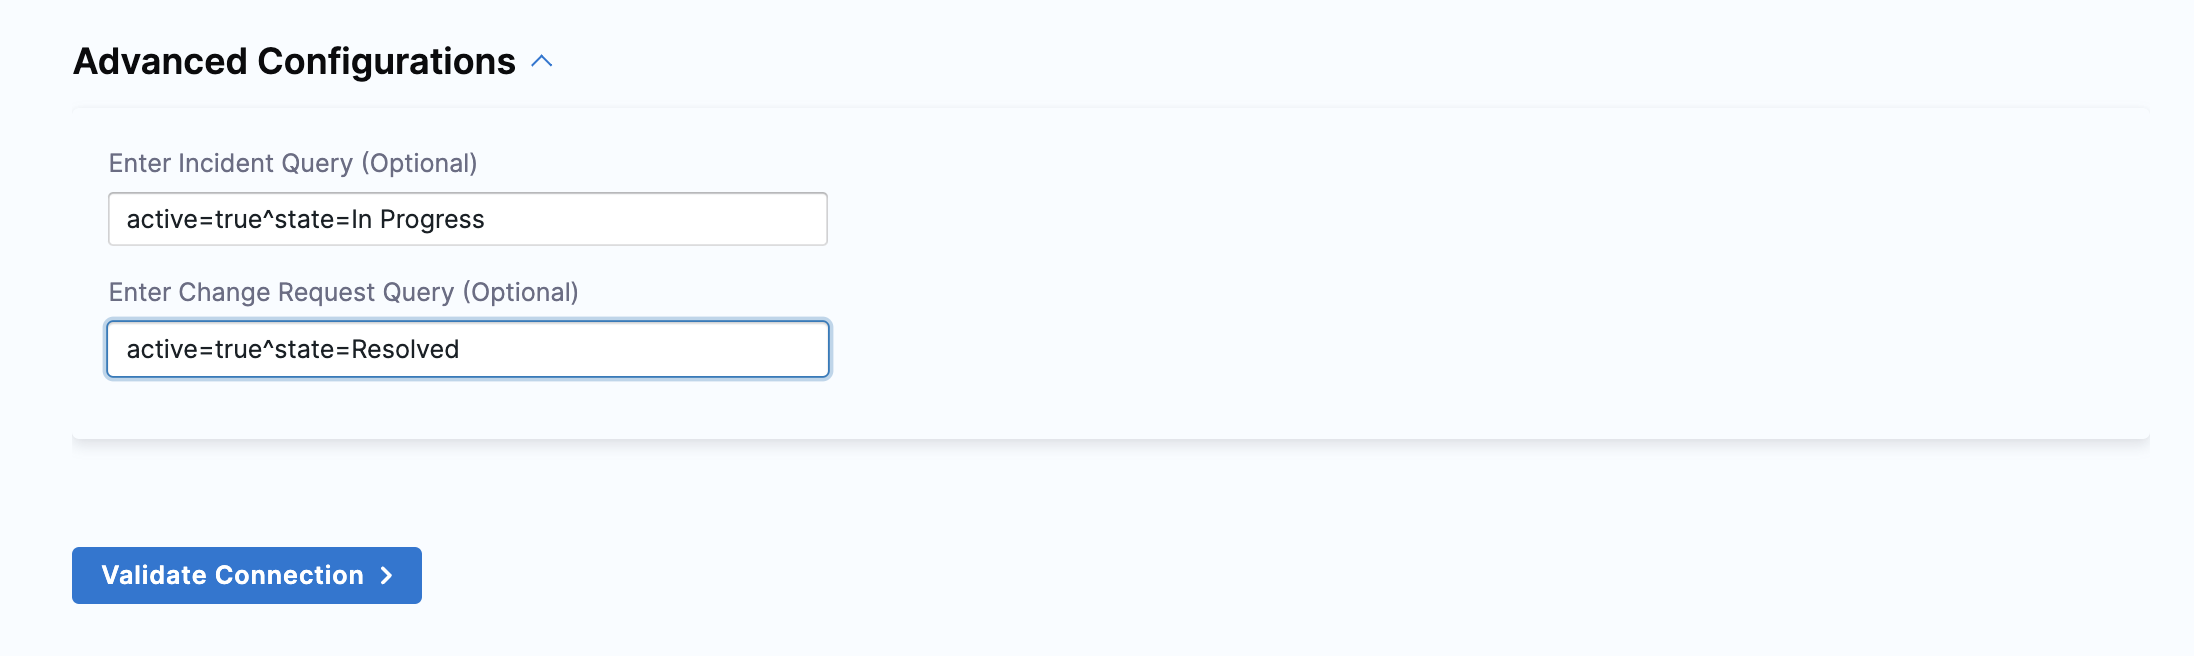 Advanced Configurations
Enter Incident Query (Optional)
active=true^state=In Progress
Enter Change Request Query (Optional)
active=true^state=Resolved
Validate Connection